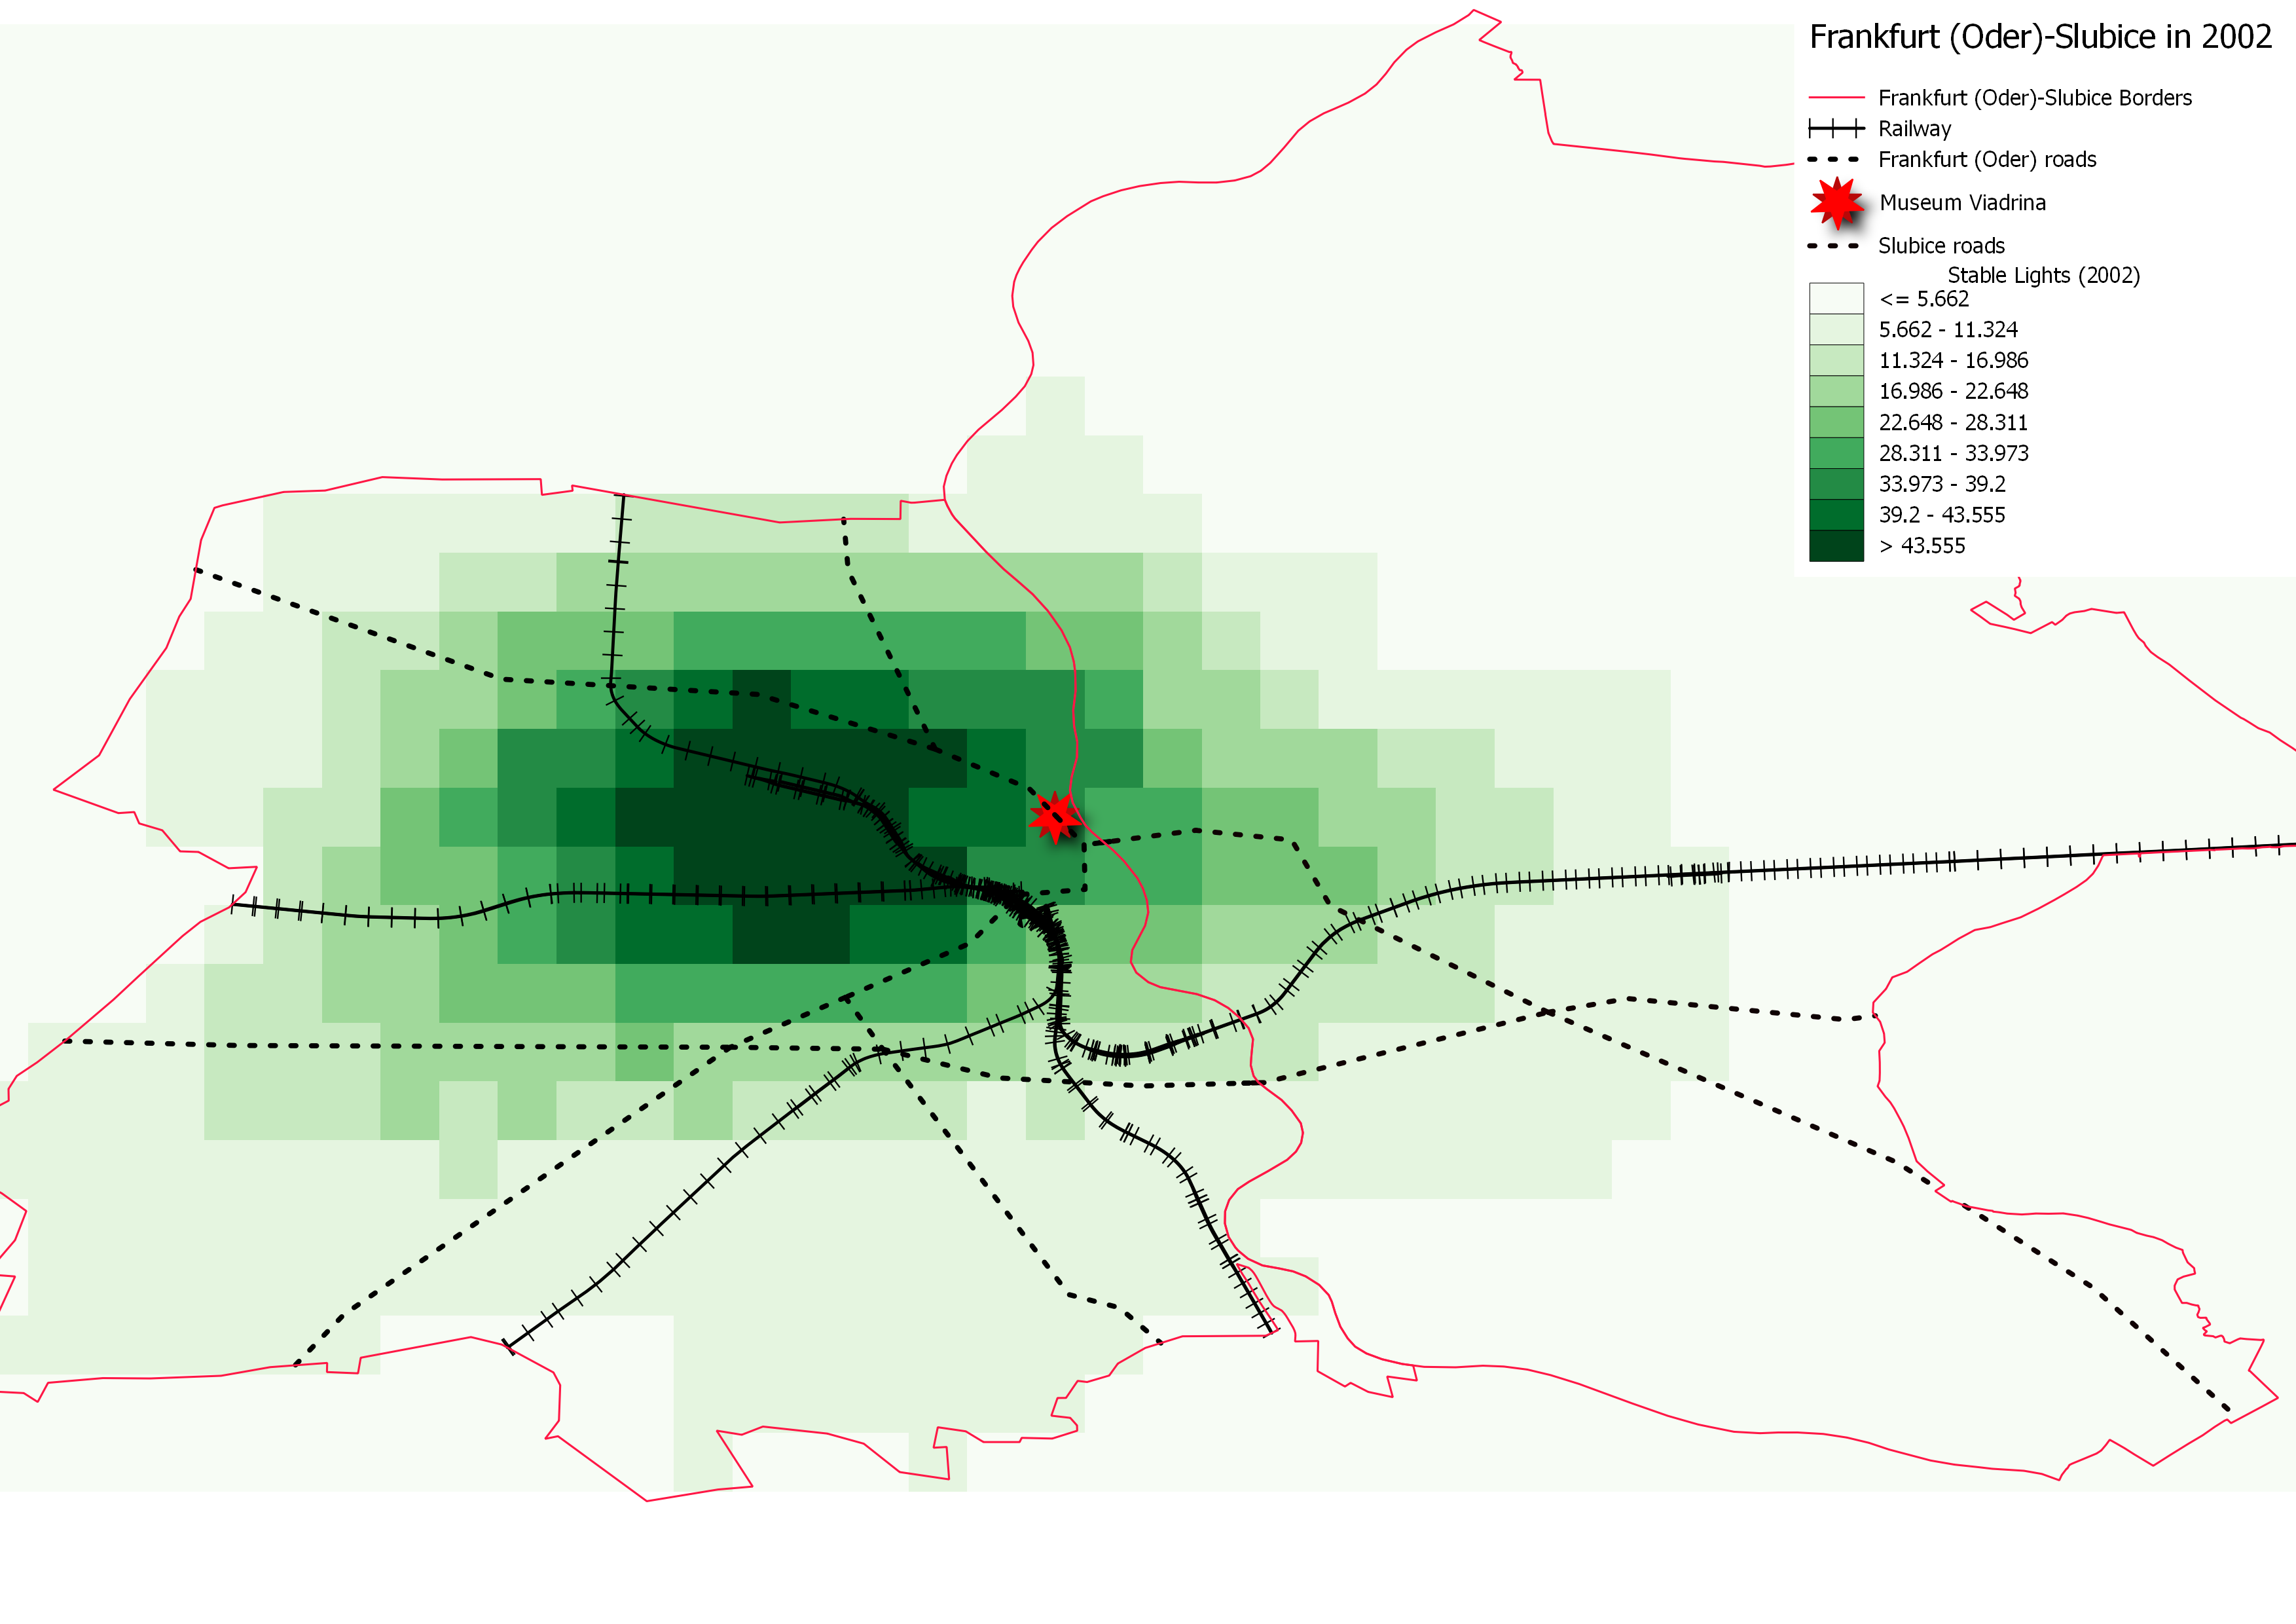 Frankfurt (Oder)-Slubice in 2002
Frankfurt (Oder)-Slubice Borders
Railway
Frankfurt (Oder) roads
Museum Viadrina
Slubice roads
Stable Lights (2002)
<= 5.662
5.662 - 11.324
11.324 - 16.986
16.986 - 22.648
22.648 - 28.311
28.311 - 33.973
33.973 - 39.2
39.2 - 43.555
> 43.555